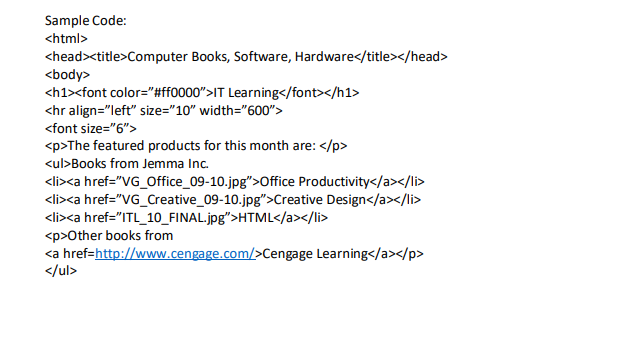 Sample Code:
<html>
<head><title>Computer Books, Software, Hardware</title></head>
<body>
<h1><font color=”#ff0000”>IT Learning</font></h1>
<hr align=”left” size=”10” width=”600”>
<font size=”6”>
<p>The featured products for this month are: </p>
<ul>Books from Jemma Inc.
<li><a href=”VG_Office_09-10.jpg”>Office Productivity</a></li>
<li><a href=”VG_Creative_09-10.jpg”>Creative Design</a></li>
<li><a href=”ITL_10_FINAL.jpg”>HTML</a></li>
<p>Other books from
<a href=http://www.cengage.com/>Cengage Learning</a></p>
</ul>